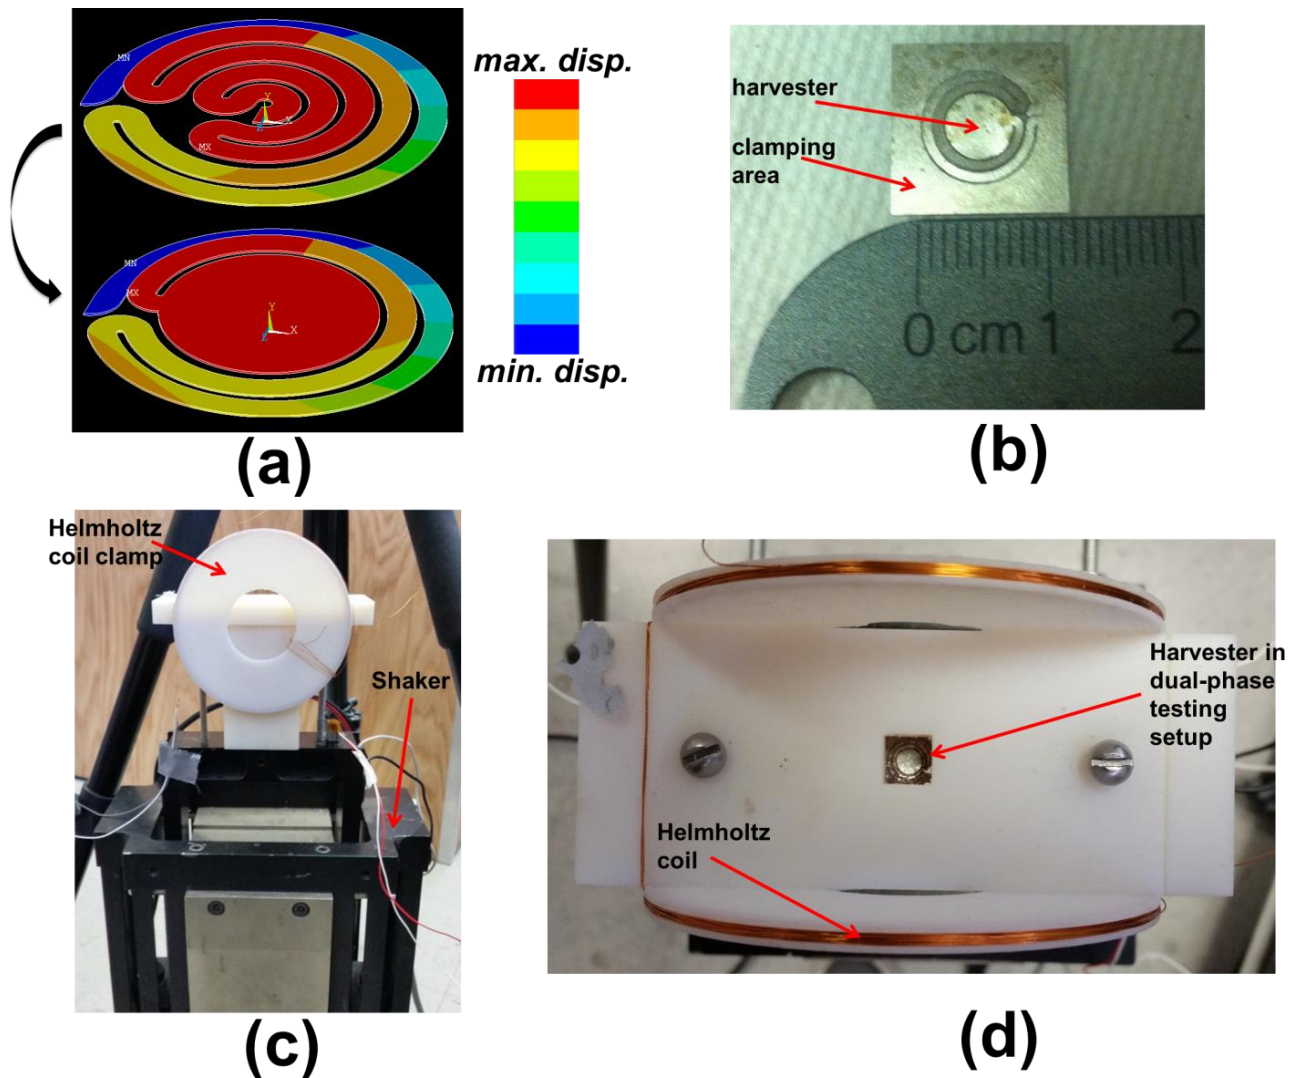 max. disp.
min. disp.
MN
MX
Y
X
Z
MN
MX
Y
X
Z
(a)
harvester
clamping
area
0 cm 1 2
(b)
Helmholtz
coil clamp
Shaker
(c)
Harvester in
dual-phase
testing
setup
Helmholtz
coil
(d)